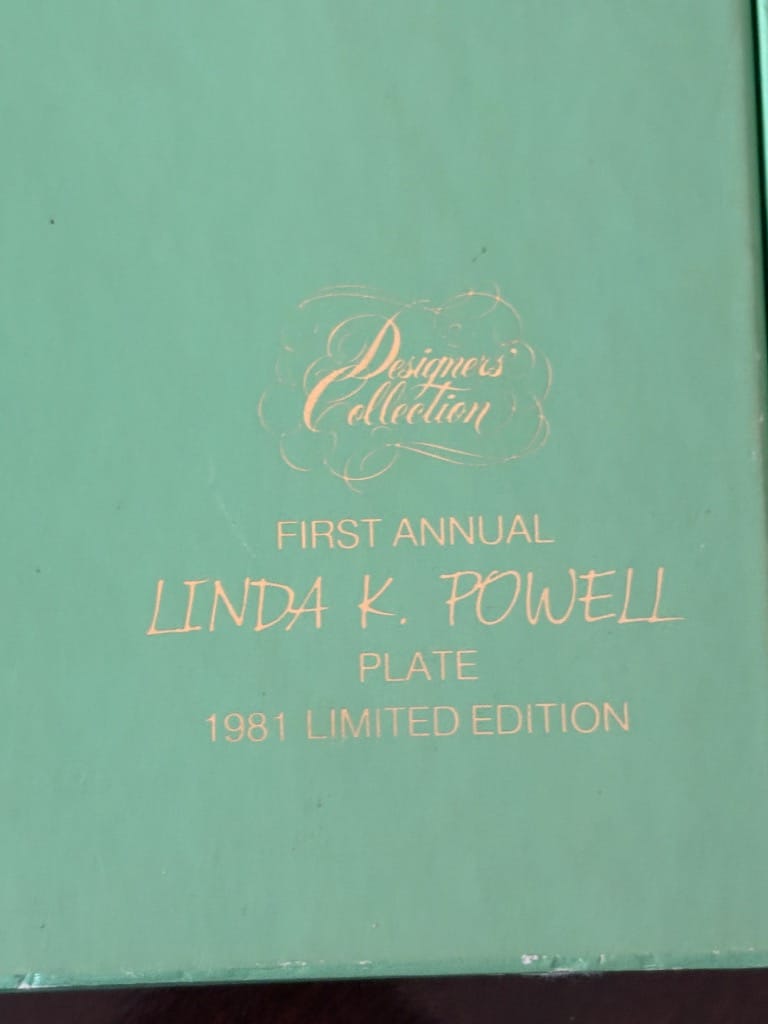 Designers'
Collection
FIRST ANNUAL
LINDA K. POWELL
PLATE
1981 LIMITED EDITION